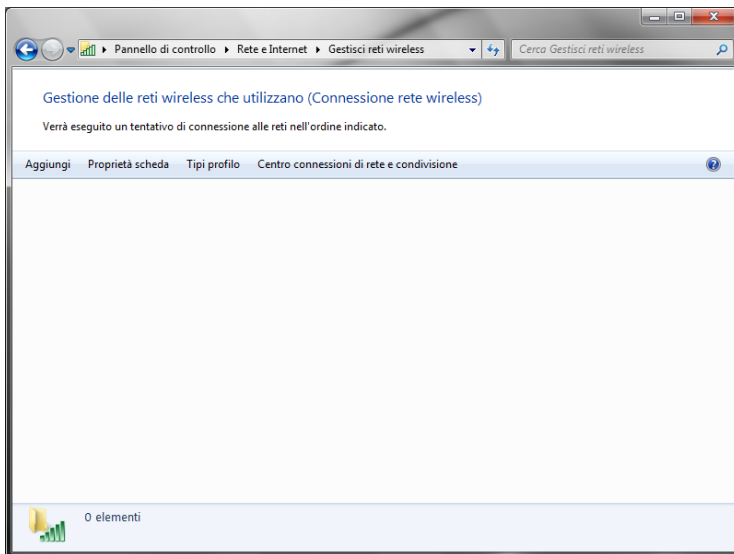 Pannello di controllo ▸ Rete e Internet ▸ Gestisci reti wireless
Cerca Gestisci reti wireless
Gestione delle reti wireless che utilizzano (Connessione rete wireless)
Verrà eseguito un tentativo di connessione alle reti nell'ordine indicato.
Aggiungi Proprietà scheda Tipi profilo Centro connessioni di rete e condivisione
0 elementi